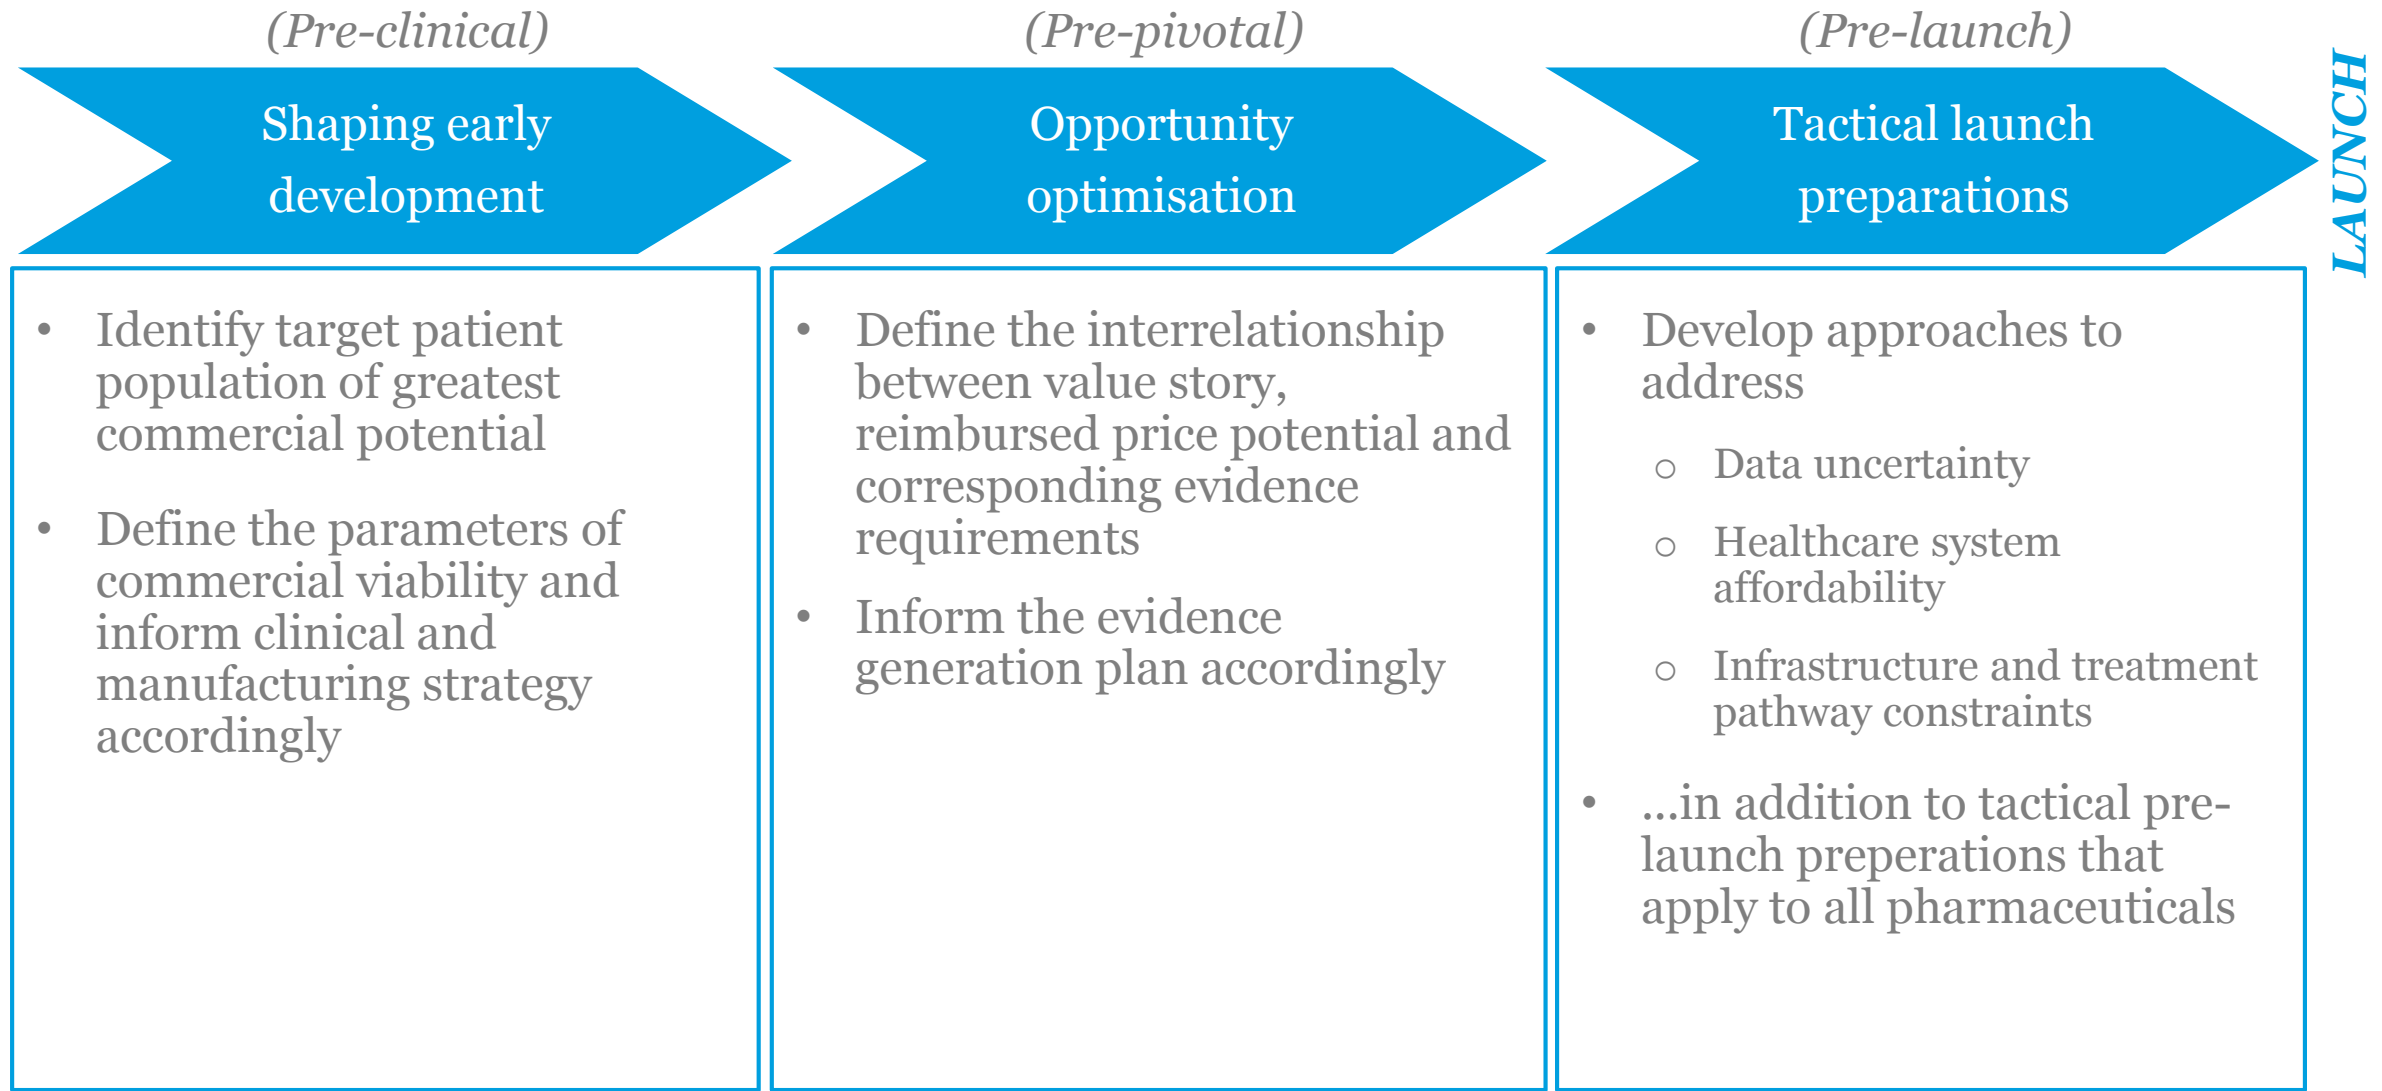 (Pre-clinical)
Shaping early
development
• Identify target patient
population of greatest
commercial potential
• Define the parameters of
commercial viability and
inform clinical and
manufacturing strategy
accordingly
(Pre-pivotal)
Opportunity
optimisation
• Define the interrelationship
between value story,
reimbursed price potential and
corresponding evidence
requirements
• Inform the evidence
generation plan accordingly
(Pre-launch)
Tactical launch
preparations
• Develop approaches to
address
o Data uncertainty
o Healthcare system
affordability
o Infrastructure and treatment
pathway constraints
• …in addition to tactical pre-
launch preperations that
apply to all pharmaceuticals
LAUNCH